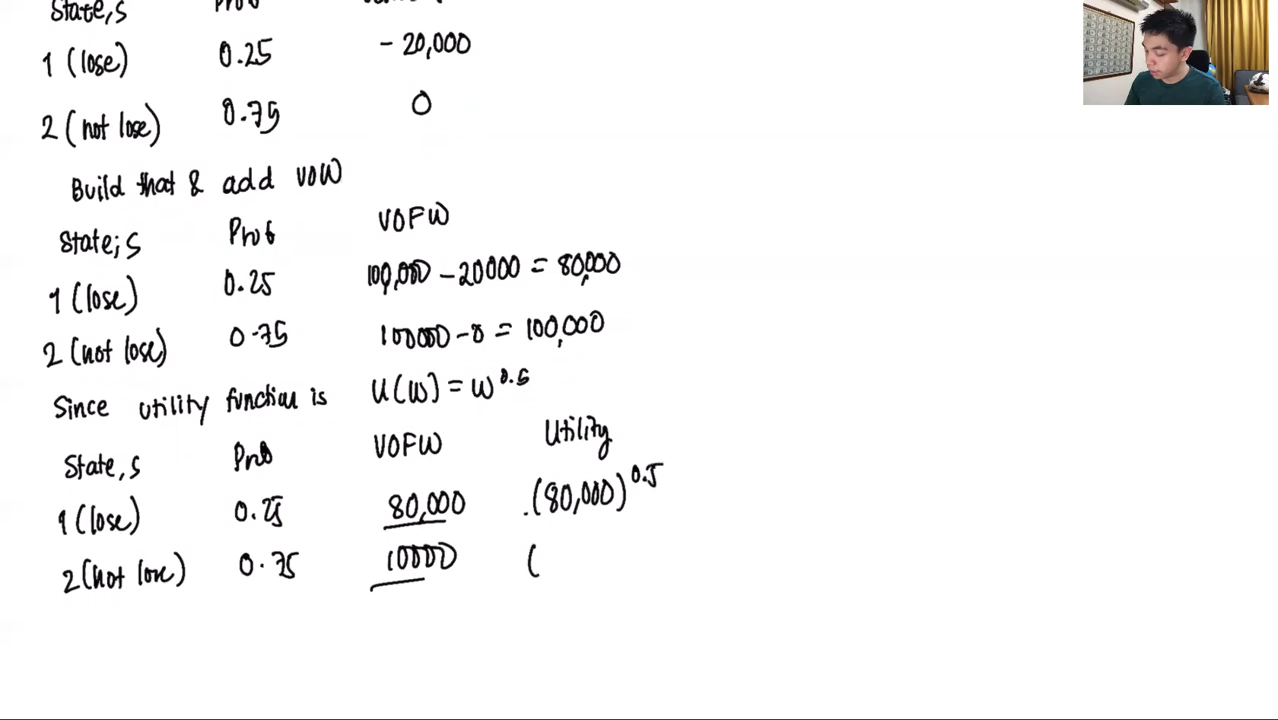 State,s Prob
1 (lose) 0.25 - 20,000
2 (not lose) 0.75 0
Build that & add VOW
State;s Prob VOFW
1 (lose) 0.25 100,000 - 20000 = 80,000
2 (not lose) 0.75 100000 - 0 = 100,000
Since utility function is U(W) = W^0.5
State,s Prob VOFW Utility
1 (lose) 0.25 80,000 (80,000)^0.5
2 (not lose) 0.75 10000 (